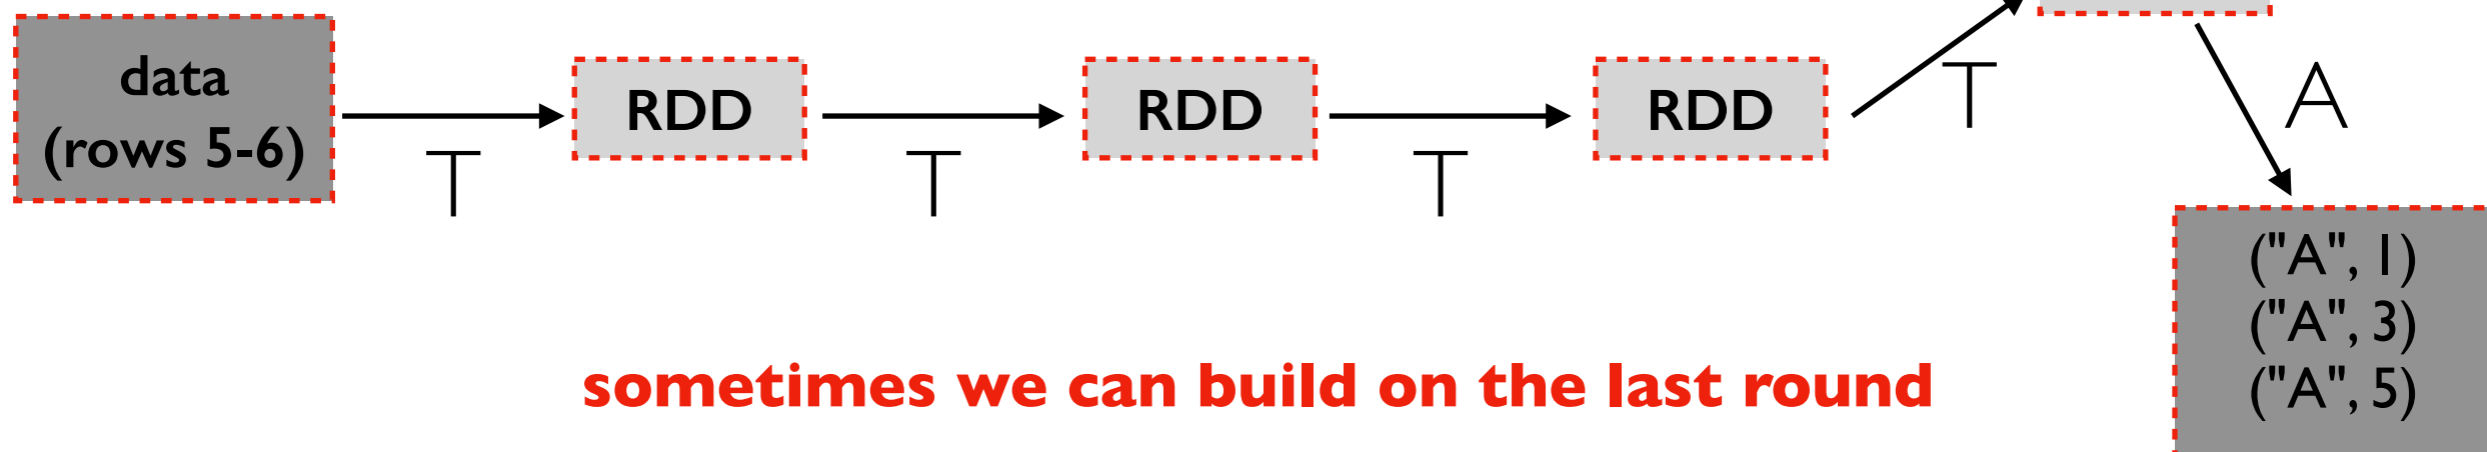 data
(rows 5-6)
RDD
RDD
RDD
T
T
T
T
A
("A", 1)
("A", 3)
("A", 5)
sometimes we can build on the last round